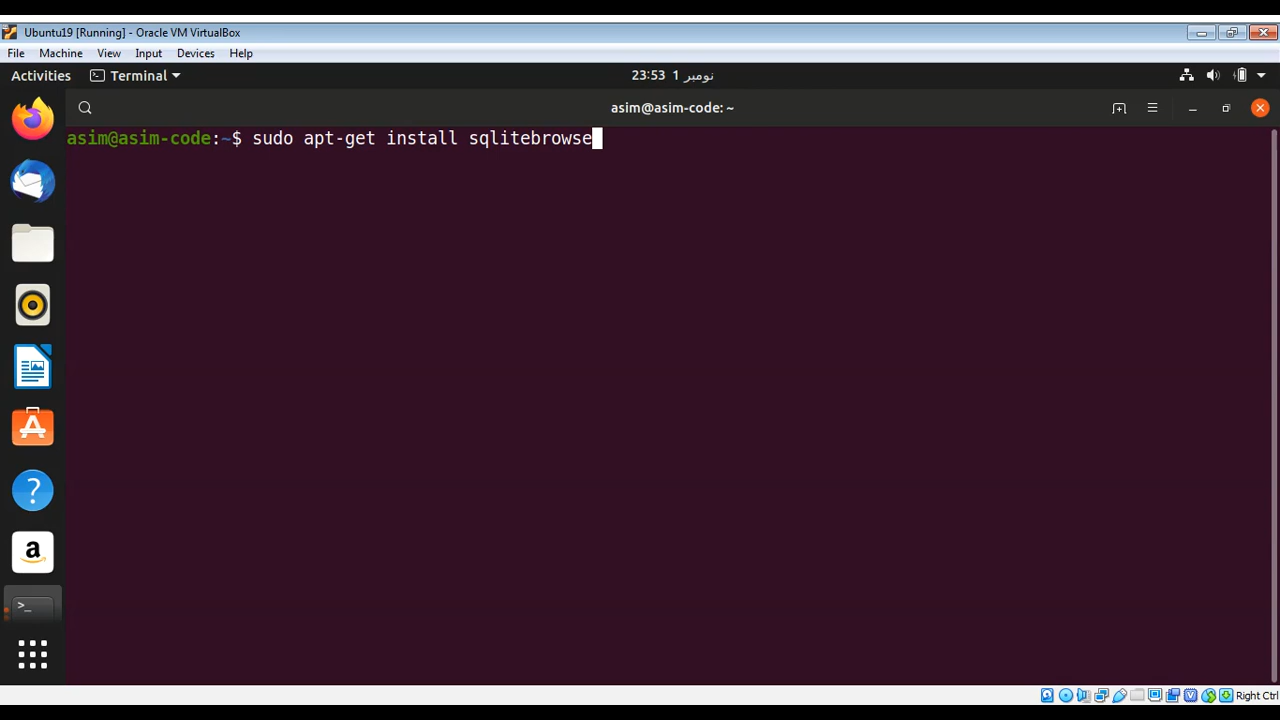 Ubuntu19 [Running] - Oracle VM VirtualBox
File Machine View Input Devices Help
Activities Terminal 23:53 1 نومبر
asim@asim-code: ~
asim@asim-code:~$ sudo apt-get install sqlitebrowse
Right Ctrl